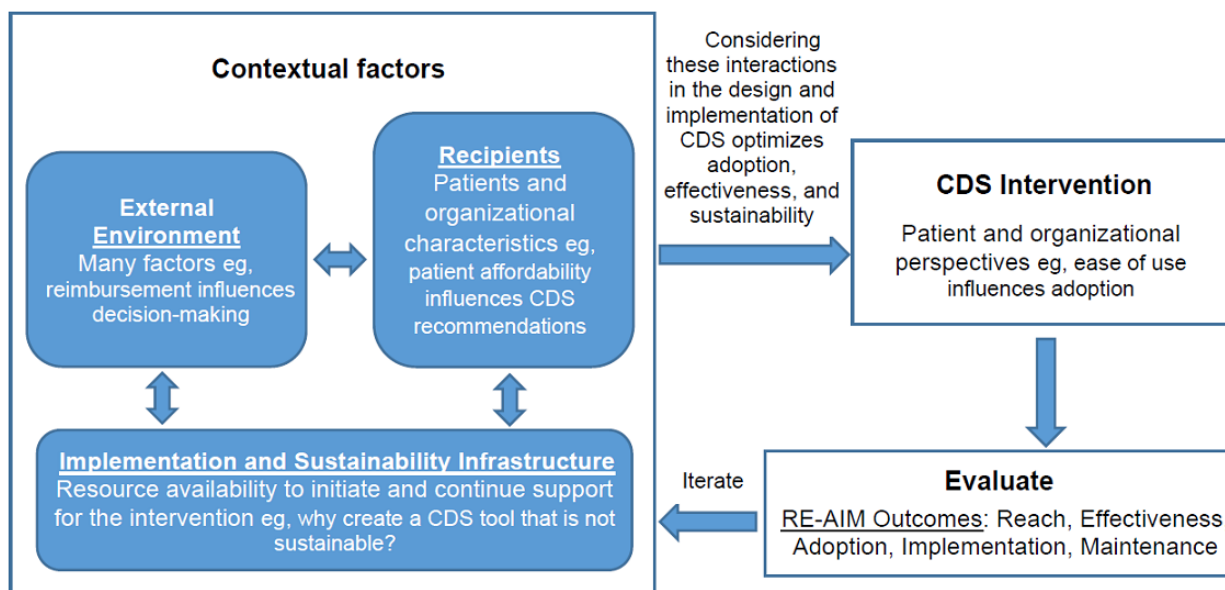 Contextual factors
External
Environment
Many factors eg,
reimbursement influences
decision-making
Recipients
Patients and
organizational
characteristics eg,
patient affordability
influences CDS
recommendations
Implementation and Sustainability Infrastructure
Resource availability to initiate and continue support
for the intervention eg, why create a CDS tool that is not
sustainable?
Considering
these interactions
in the design and
implementation of
CDS optimizes
adoption,
effectiveness, and
sustainability
CDS Intervention
Patient and organizational
perspectives eg, ease of use
influences adoption
Evaluate
RE-AIM Outcomes: Reach, Effectiveness
Adoption, Implementation, Maintenance
Iterate